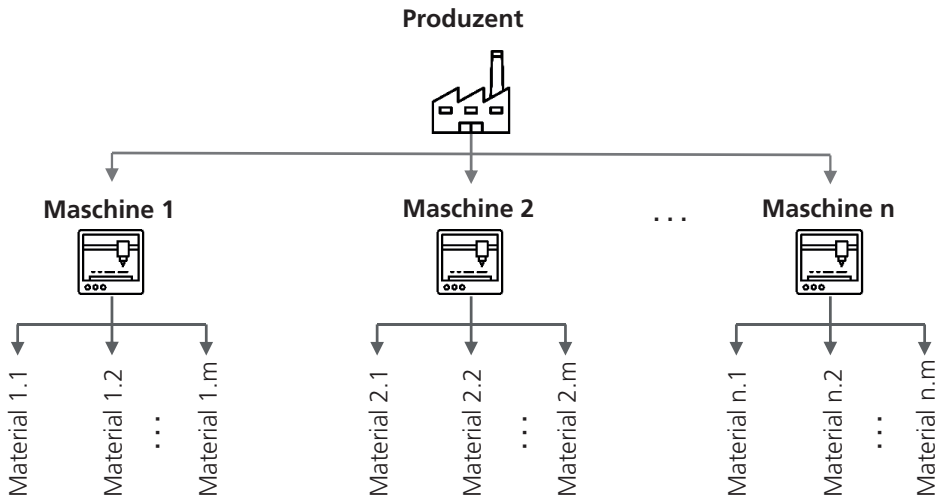 Produzent
Maschine 1
Maschine 2
. . .
Maschine n
Material 1.1
Material 1.2
. . .
Material 1.m
Material 2.1
Material 2.2
. . .
Material 2.m
Material n.1
Material n.2
. . .
Material n.m